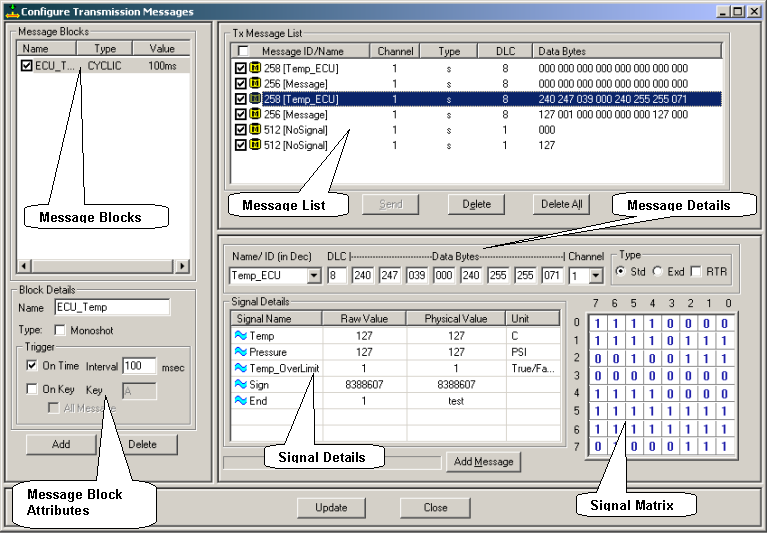 Configure Transmission Messages
Message Blocks
Name Type Value
ECU_T... CYCLIC 100ms
Message Blocks
Tx Message List
Message ID/Name Channel Type DLC Data Bytes
258 [Temp_ECU] 1 s 8 000 000 000 000 000 000 000 000
256 [Message] 1 s 8 000 000 000 000 000 000 000 000
258 [Temp_ECU] 1 s 8 240 247 039 000 240 255 255 071
256 [Message] 1 s 8 127 001 000 000 000 000 127 000
512 [NoSignal] 1 s 1 000
512 [NoSignal] 1 s 1 127
Message List
Send Delete Delete All
Message Details
Name/ ID (in Dec) DLC |-----------------Data Bytes-----------------| Channel
Temp_ECU 8 240 247 039 000 240 255 255 071 1
Type
Std Exd RTR
Block Details
Name ECU_Temp
Type: Monoshot
Trigger
On Time Interval 100 msec
On Key Key A
All Message
Add Delete
Message Block
Attributes
Signal Details
Signal Name Raw Value Physical Value Unit
Temp 127 127 C
Pressure 127 127 PSI
Temp_OverLimit 1 1 True/Fa...
Sign 8388607 8388607
End 1 test
Signal Details
Add Message
7 6 5 4 3 2 1 0
0 1 1 1 1 0 0 0 0
1 1 1 1 1 0 1 1 1
2 0 0 1 0 0 1 1 1
3 0 0 0 0 0 0 0 0
4 1 1 1 1 0 0 0 0
5 1 1 1 1 1 1 1 1
6 1 1 1 1 1 1 1 1
7 0 1 0 0 0 1 1 1
Signal Matrix
Update Close